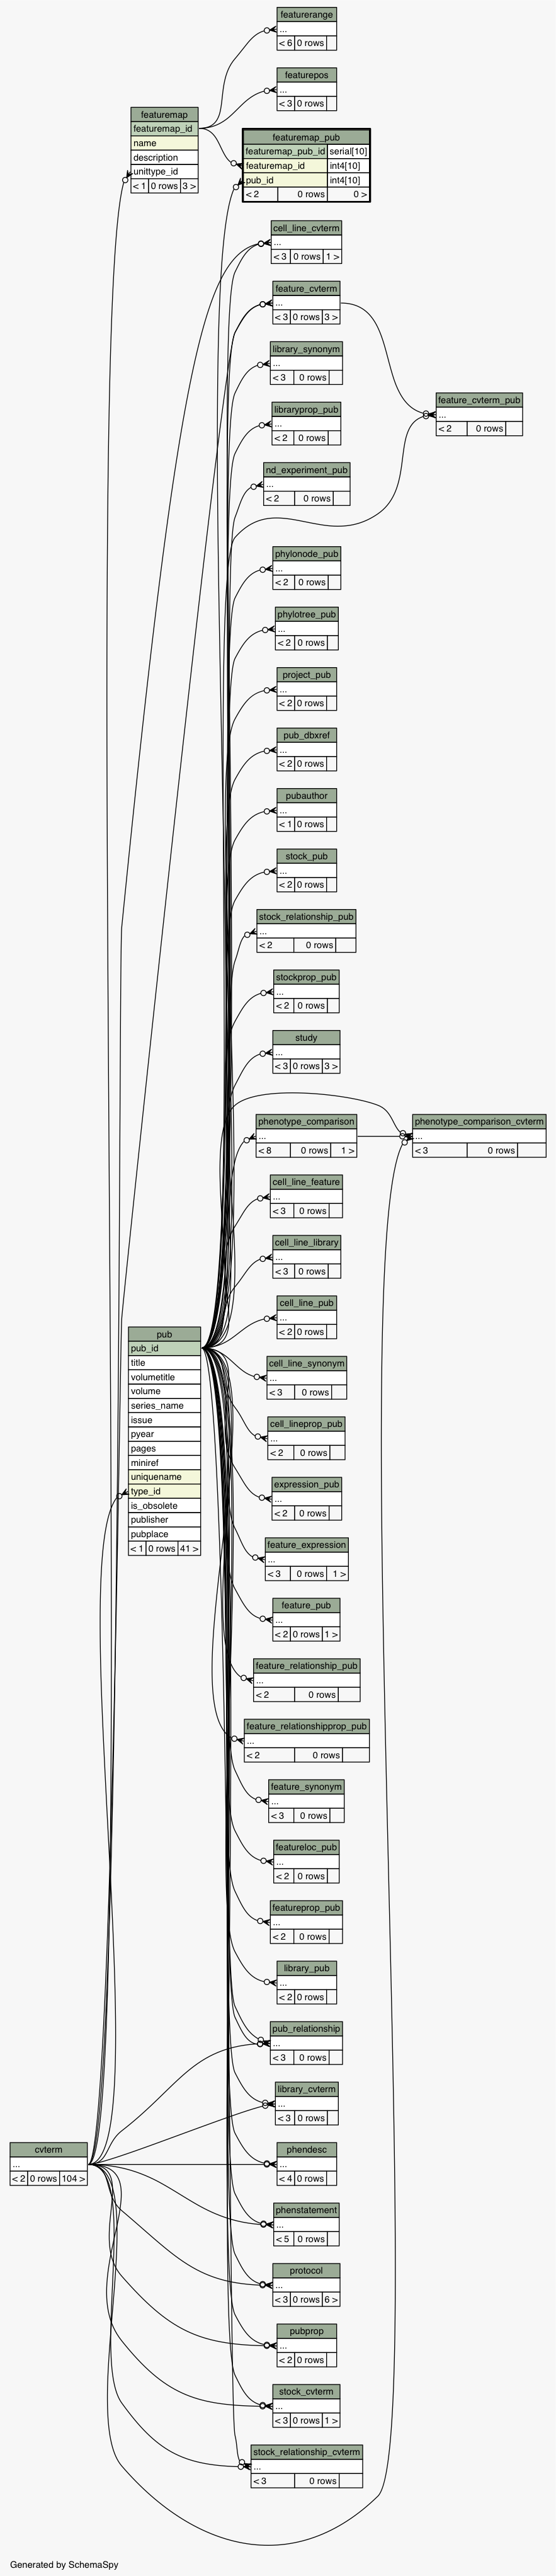 featurerange
...
< 6 0 rows
featurepos
...
< 3 0 rows
featuremap
featuremap_id
name
description
unittype_id
< 1 0 rows 3 >
featuremap_pub
featuremap_pub_id serial[10]
featuremap_id int4[10]
pub_id int4[10]
< 2 0 rows 0 >
cell_line_cvterm
...
< 3 0 rows 1 >
feature_cvterm
...
< 3 0 rows 3 >
library_synonym
...
< 3 0 rows
feature_cvterm_pub
...
< 2 0 rows
libraryprop_pub
...
< 2 0 rows
nd_experiment_pub
...
< 2 0 rows
phylonode_pub
...
< 2 0 rows
phylotree_pub
...
< 2 0 rows
project_pub
...
< 2 0 rows
pub_dbxref
...
< 2 0 rows
pubauthor
...
< 1 0 rows
stock_pub
...
< 2 0 rows
stock_relationship_pub
...
< 2 0 rows
stockprop_pub
...
< 2 0 rows
study
...
< 3 0 rows 3 >
phenotype_comparison
...
< 8 0 rows 1 >
phenotype_comparison_cvterm
...
< 3 0 rows
cell_line_feature
...
< 3 0 rows
cell_line_library
...
< 3 0 rows
cell_line_pub
...
< 2 0 rows
pub
pub_id
title
volumetitle
volume
series_name
issue
pyear
pages
miniref
uniquename
type_id
is_obsolete
publisher
pubplace
< 1 0 rows 41 >
cell_line_synonym
...
< 3 0 rows
cell_lineprop_pub
...
< 2 0 rows
expression_pub
...
< 2 0 rows
feature_expression
...
< 3 0 rows 1 >
feature_pub
...
< 2 0 rows 1 >
feature_relationship_pub
...
< 2 0 rows
feature_relationshipprop_pub
...
< 2 0 rows
feature_synonym
...
< 3 0 rows
featureloc_pub
...
< 2 0 rows
featureprop_pub
...
< 2 0 rows
library_pub
...
< 2 0 rows
pub_relationship
...
< 3 0 rows
library_cvterm
...
< 3 0 rows
cvterm
...
< 2 0 rows 104 >
phendesc
...
< 4 0 rows
phenstatement
...
< 5 0 rows
protocol
...
< 3 0 rows 6 >
pubprop
...
< 2 0 rows
stock_cvterm
...
< 3 0 rows 1 >
stock_relationship_cvterm
...
< 3 0 rows
Generated by SchemaSpy